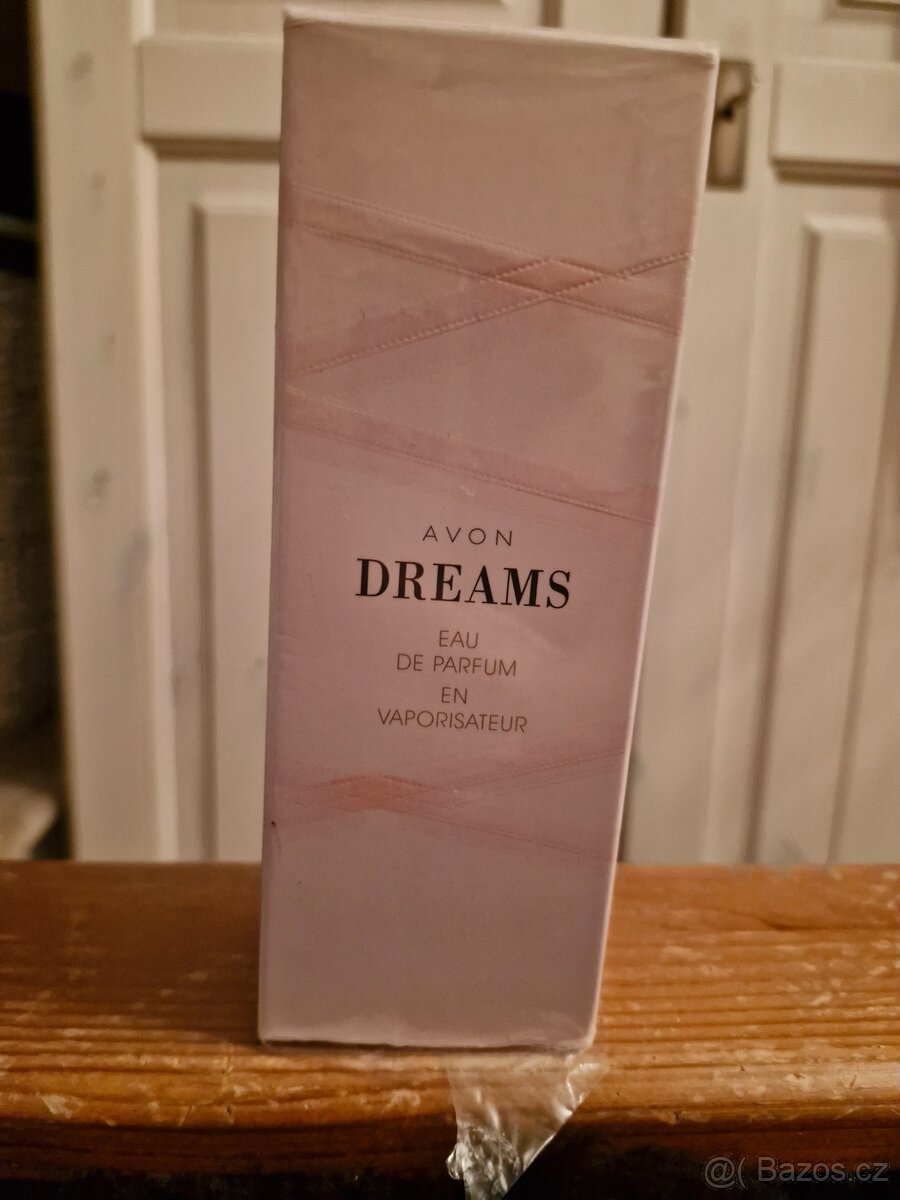 AVON
DREAMS
EAU
DE PARFUM
EN
VAPORISATEUR
@( Bazos.cz